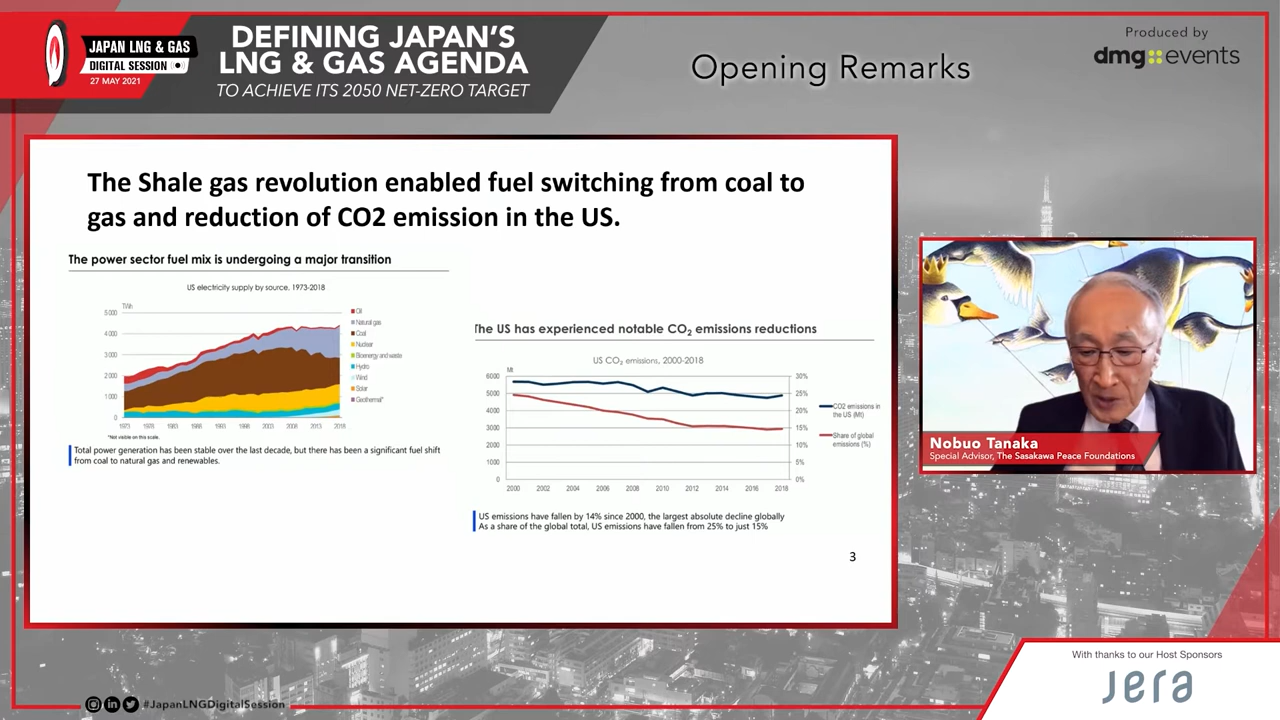 JAPAN LNG & GAS
DIGITAL SESSION
27 MAY 2021
DEFINING JAPAN'S
LNG & GAS AGENDA
TO ACHIEVE ITS 2050 NET-ZERO TARGET
Opening Remarks
Produced by
dmg::events
The Shale gas revolution enabled fuel switching from coal to
gas and reduction of CO2 emission in the US.
The power sector fuel mix is undergoing a major transition
US electricity supply by source, 1973-2018
TWh
5 000
4 000
3 000
2 000
1 000
0
1973 1978 1983 1988 1993 1998 2003 2008 2013 2018
Oil
Natural gas
Coal
Nuclear
Bioenergy and waste
Hydro
Wind
Solar
Geothermal*
*Not visible on this scale.
Total power generation has been stable over the last decade, but there has been a significant fuel shift
from coal to natural gas and renewables.
The US has experienced notable CO2 emissions reductions
US CO2 emissions, 2000-2018
Mt
6000
5000
4000
3000
2000
1000
0
30%
25%
20%
15%
10%
5%
0%
2000 2002 2004 2006 2008 2010 2012 2014 2016 2018
CO2 emissions in
the US (Mt)
Share of global
emissions (%)
US emissions have fallen by 14% since 2000, the largest absolute decline globally
As a share of the global total, US emissions have fallen from 25% to just 15%
3
Nobuo Tanaka
Special Advisor, The Sasakawa Peace Foundations
With thanks to our Host Sponsors
Jera
#JapanLNGDigitalSession